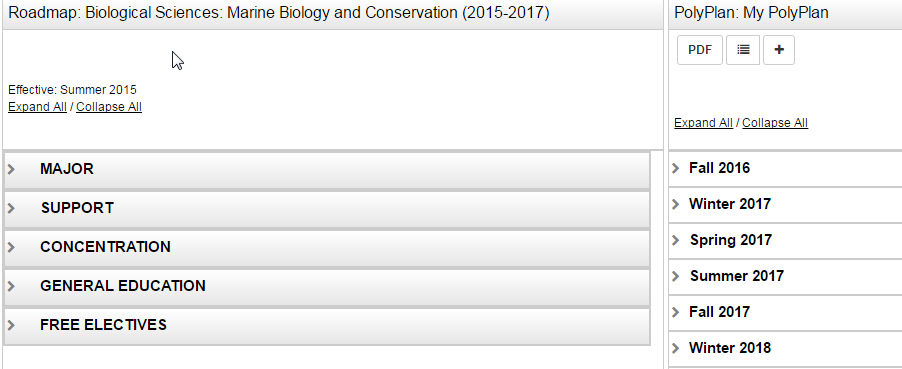 Roadmap: Biological Sciences: Marine Biology and Conservation (2015-2017)
Effective: Summer 2015
Expand All / Collapse All
MAJOR
SUPPORT
CONCENTRATION
GENERAL EDUCATION
FREE ELECTIVES
PolyPlan: My PolyPlan
PDF
Expand All / Collapse All
Fall 2016
Winter 2017
Spring 2017
Summer 2017
Fall 2017
Winter 2018